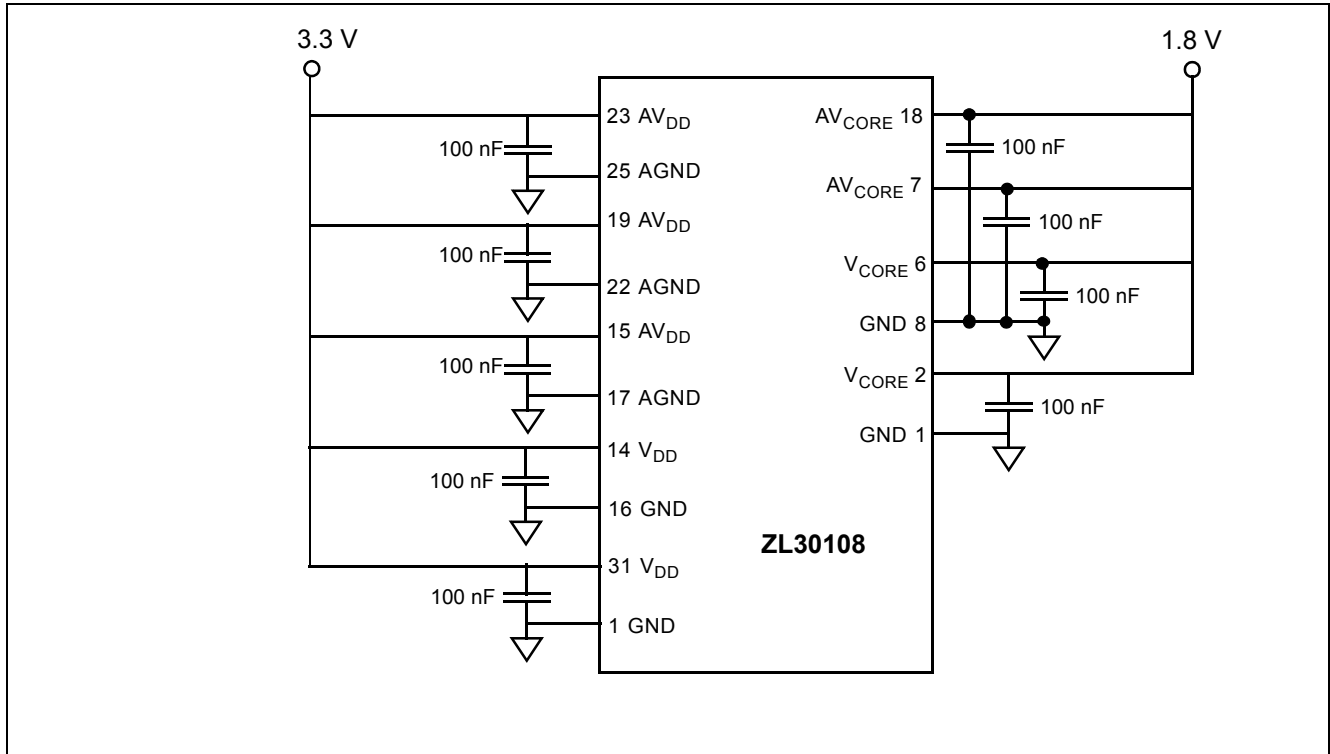 3.3 V
1.8 V
23 AVDD
100 nF
25 AGND
19 AVDD
100 nF
22 AGND
15 AVDD
100 nF
17 AGND
14 VDD
100 nF
16 GND
31 VDD
100 nF
1 GND
AVCORE 18
100 nF
AVCORE 7
100 nF
VCORE 6
100 nF
GND 8
VCORE 2
100 nF
GND 1
ZL30108